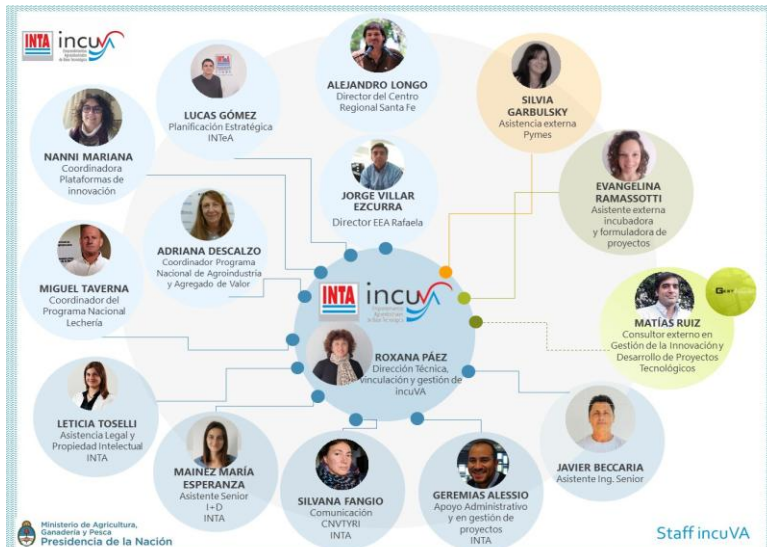 INTA incuVA
ALEJANDRO LONGO
Director del Centro
Regional Santa Fe
SILVIA
GARBULSKY
Asistencia externa
Pymes
LUCAS GÓMEZ
Planificación Estratégica
INTeA
NANNI MARIANA
Coordinadora
Plataformas de
innovación
JORGE VILLAR
EZCURRA
Director EEA Rafaela
EVANGELINA
RAMASSOTTI
Asistente externa
incubadora
y formuladora de
proyectos
ADRIANA DESCALZO
Coordinador Programa
Nacional de Agroindustria
y Agregado de Valor
MIGUEL TAVERNA
Coordinador del
Programa Nacional
Lechería
INTA incuVA
ROXANA PÁEZ
Dirección Técnica,
vinculación y gestión de
incuVA
MATÍAS RUIZ
Consultor externo en
Gestión de la Innovación y
Desarrollo de Proyectos
Tecnológicos
LETICIA TOSELLI
Asistencia Legal y
Propiedad Intelectual
INTA
MAINEZ MARÍA
ESPERANZA
Asistente Senior
I+D
INTA
SILVANA FANGIO
Comunicación
CNVTYRI
INTA
GEREMIAS ALESSIO
Apoyo Administrativo
y en gestión de
proyectos
INTA
JAVIER BECCARIA
Asistente Ing. Senior
Ministerio de Agricultura,
Ganadería y Pesca
Presidencia de la Nación
Staff incuVA